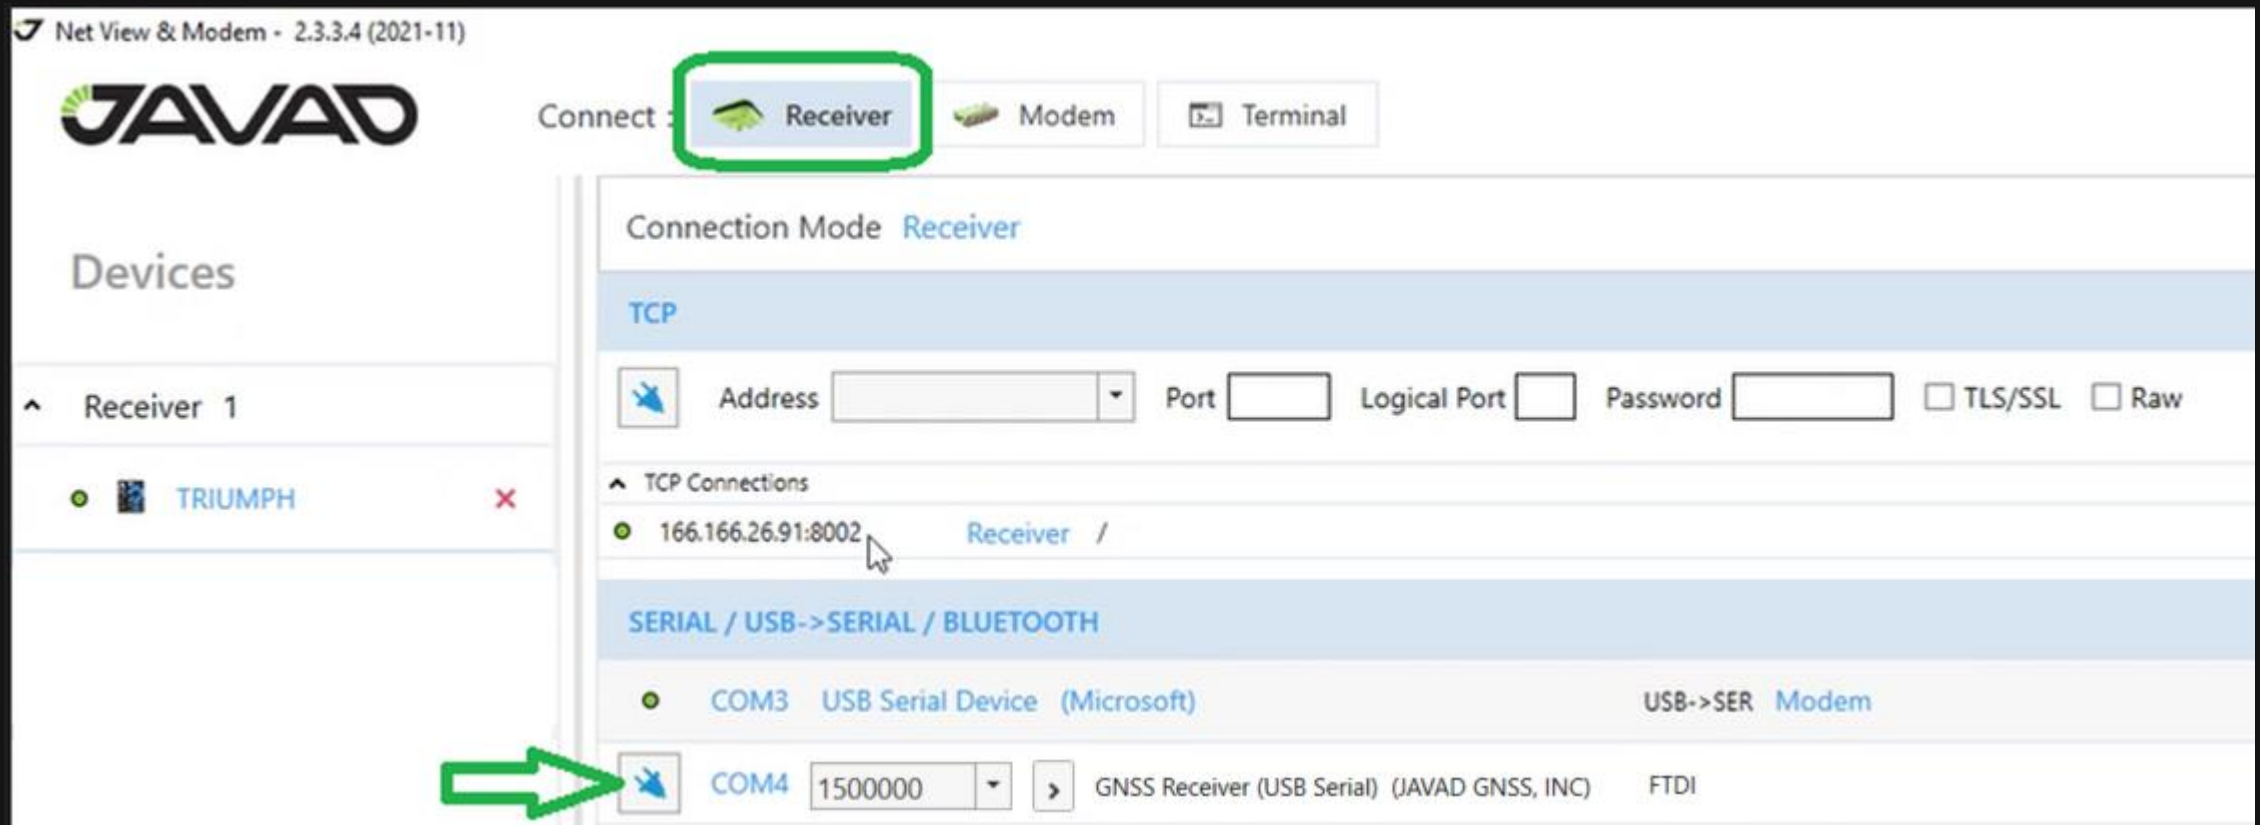 Net View & Modem - 2.3.3.4 (2021-11)
JAVAD
Connect : Receiver Modem Terminal
Connection Mode Receiver
Devices
TCP
Address Port Logical Port Password TLS/SSL Raw
Receiver 1
TCP Connections
TRIUMPH
166.166.26.91:8002 Receiver /
SERIAL / USB->SERIAL / BLUETOOTH
COM3 USB Serial Device (Microsoft) USB->SER Modem
COM4 1500000 > GNSS Receiver (USB Serial) (JAVAD GNSS, INC) FTDI